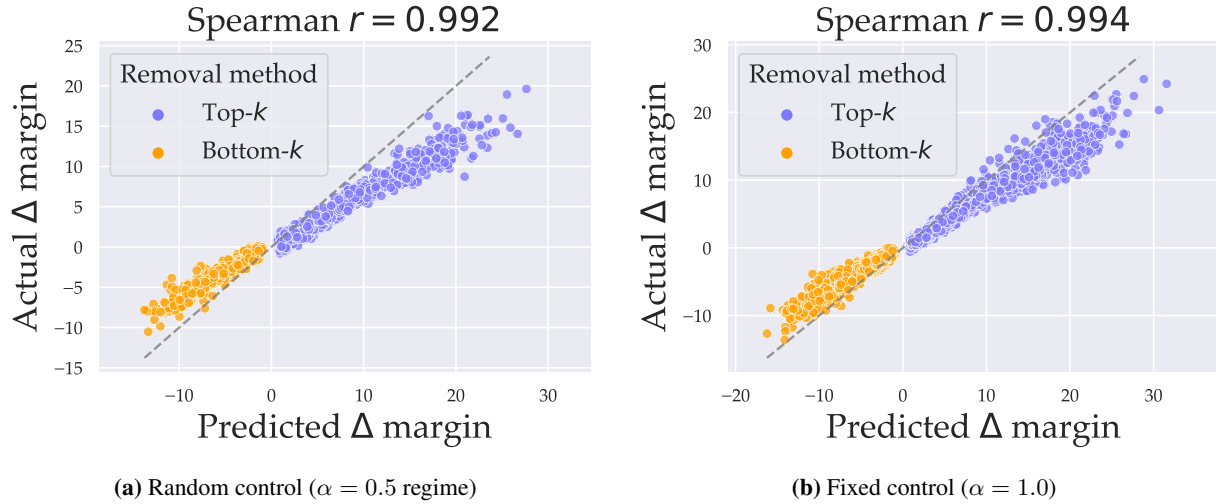 Spearman r = 0.992
Actual Δ margin
25
20
15
10
5
0
−5
−10
−15
Removal method
Top-k
Bottom-k
−10 0 10 20 30
Predicted Δ margin
(a) Random control (α = 0.5 regime)
Spearman r = 0.994
Actual Δ margin
30
20
10
0
−10
Removal method
Top-k
Bottom-k
−20 −10 0 10 20 30
Predicted Δ margin
(b) Fixed control (α = 1.0)